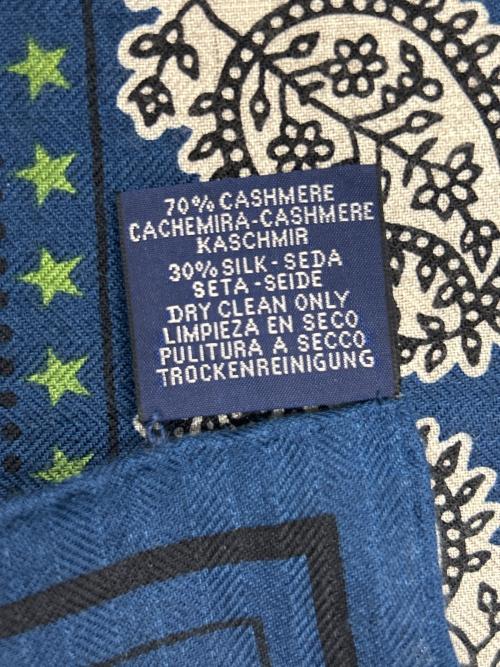 70% CASHMERE
CACHEMIRA-CASHMERE
KASCHMIR
30% SILK-SEDA
SETA-SEIDE
DRY CLEAN ONLY
LIMPIEZA EN SECO
PULITURA A SECCO
TROCKENREINIGUNG